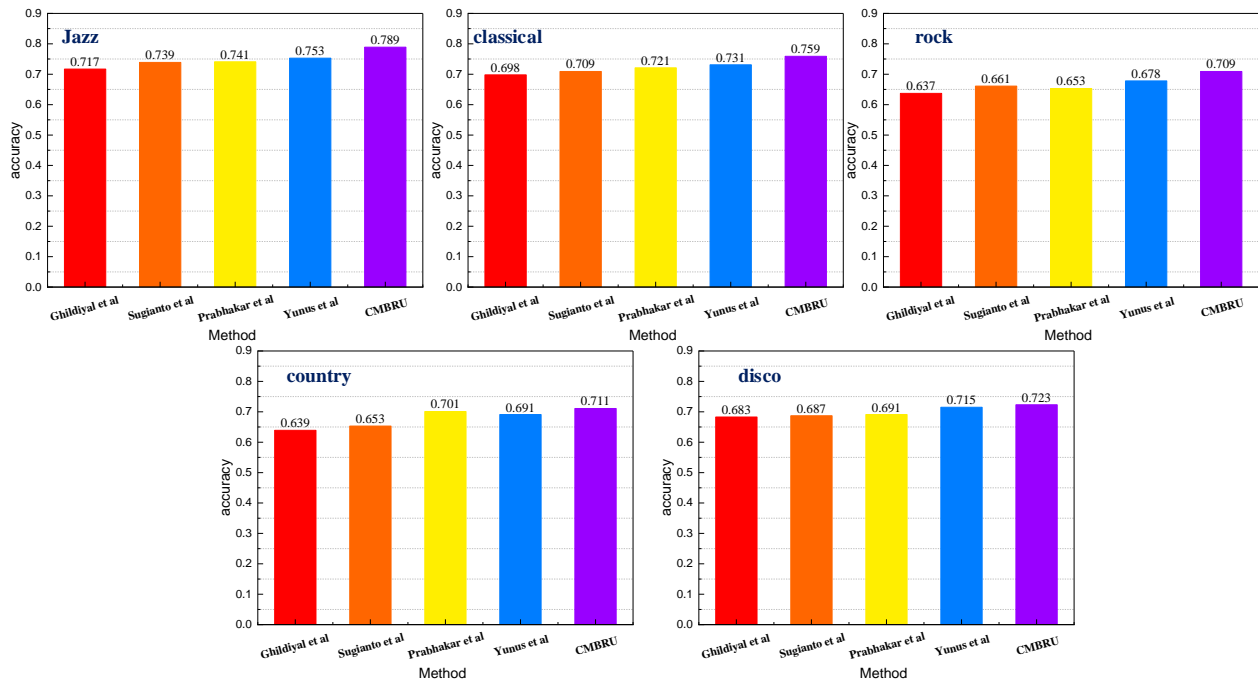 Jazz
accuracy
0.9
0.8
0.7
0.6
0.5
0.4
0.3
0.2
0.1
0.0
0.717
0.739
0.741
0.753
0.789
Ghildiyal et al
Sugianto et al
Prabhakar et al
Yunus et al
CMBRU
Method
classical
accuracy
0.9
0.8
0.7
0.6
0.5
0.4
0.3
0.2
0.1
0.0
0.698
0.709
0.721
0.731
0.759
Ghildiyal et al
Sugianto et al
Prabhakar et al
Yunus et al
CMBRU
Method
rock
accuracy
0.9
0.8
0.7
0.6
0.5
0.4
0.3
0.2
0.1
0.0
0.637
0.661
0.653
0.678
0.709
Ghildiyal et al
Sugianto et al
Prabhakar et al
Yunus et al
CMBRU
Method
country
accuracy
0.9
0.8
0.7
0.6
0.5
0.4
0.3
0.2
0.1
0.0
0.639
0.653
0.701
0.691
0.711
Ghildiyal et al
Sugianto et al
Prabhakar et al
Yunus et al
CMBRU
Method
disco
accuracy
0.9
0.8
0.7
0.6
0.5
0.4
0.3
0.2
0.1
0.0
0.683
0.687
0.691
0.715
0.723
Ghildiyal et al
Sugianto et al
Prabhakar et al
Yunus et al
CMBRU
Method